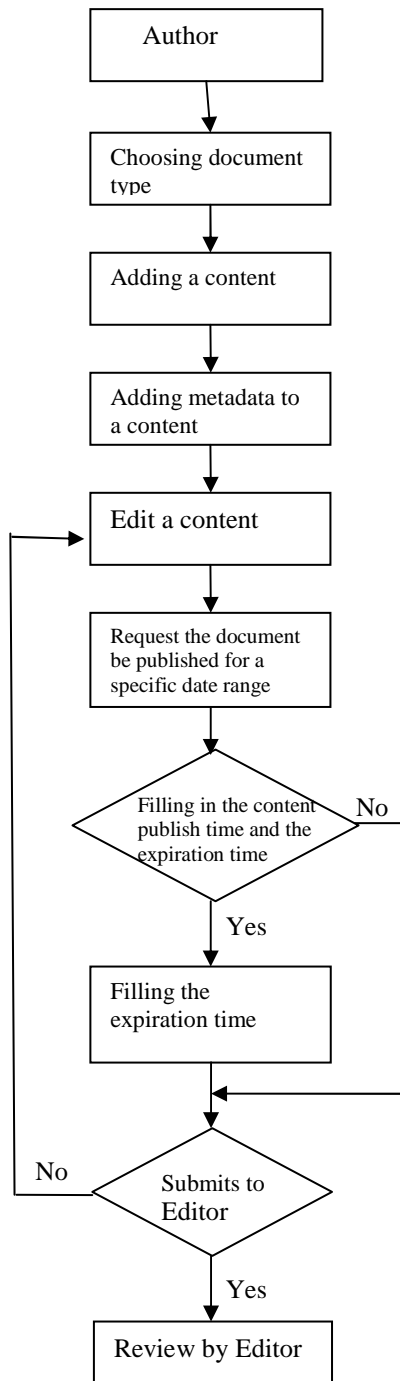 Author
Choosing document
type
Adding a content
Adding metadata to
a content
Edit a content
Request the document
be published for a
specific date range
Filling in the content
publish time and the
expiration time
No
Yes
Filling the
expiration time
No
Submits to
Editor
Yes
Review by Editor